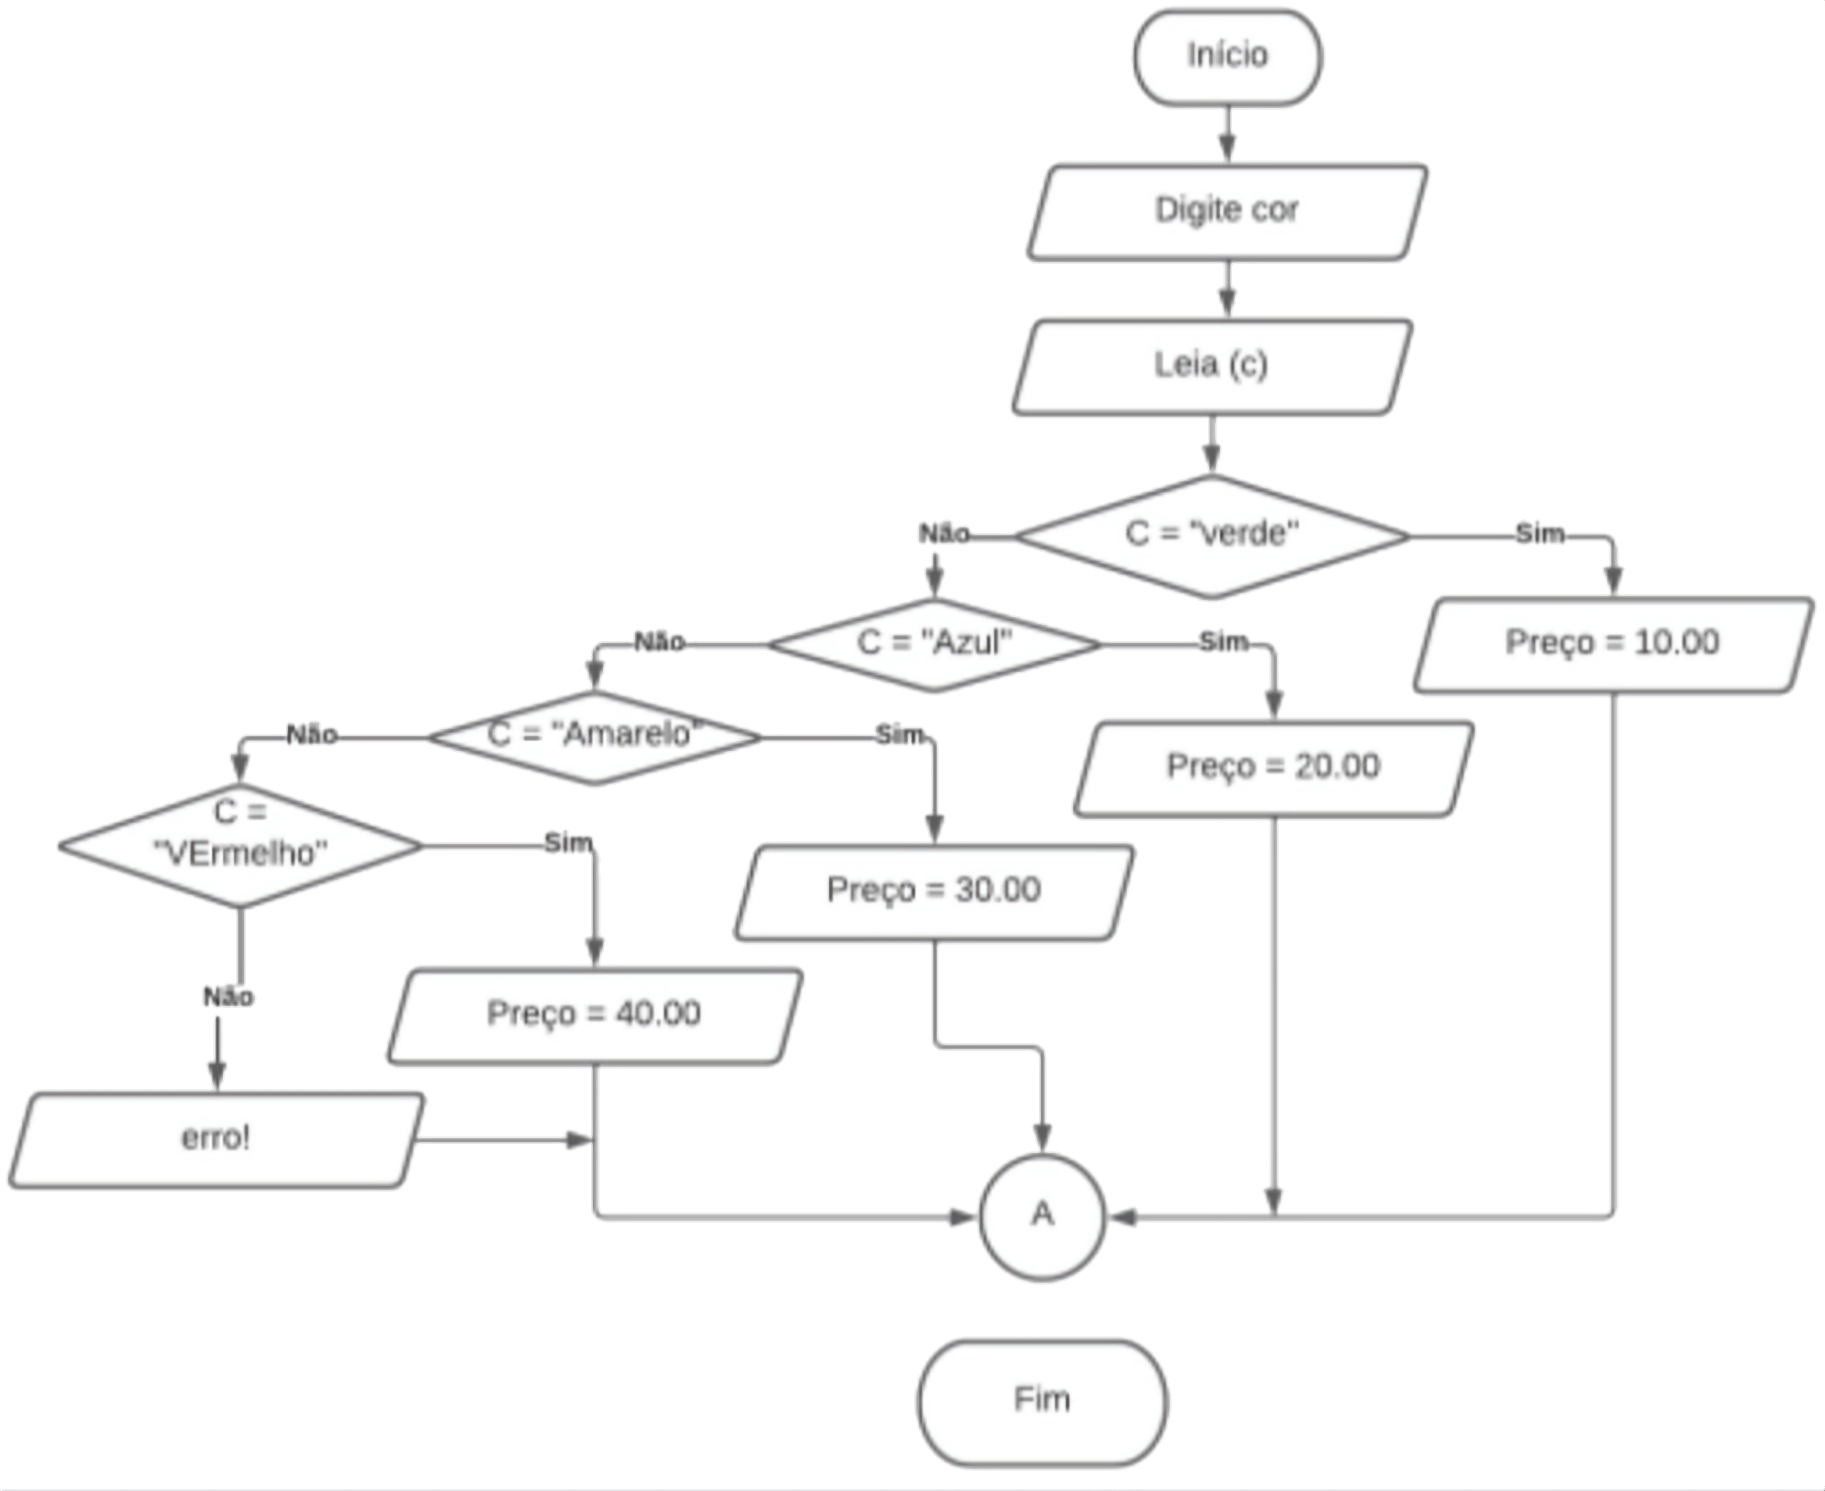 Início
Digite cor
Leia (c)
C = "verde"
Não
Sim
C = "Azul"
Não
Sim
Preço = 10.00
C = "Amarelo"
Não
Sim
Preço = 20.00
C =
"VErmelho"
Sim
Preço = 30.00
Não
Preço = 40.00
erro!
A
Fim